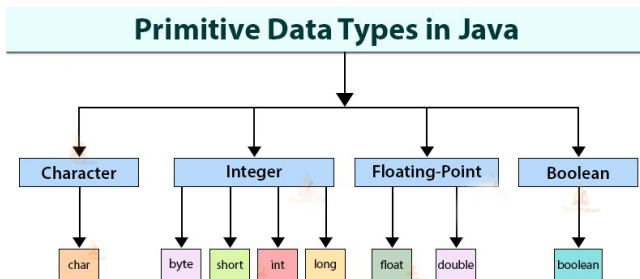 Primitive Data Types in Java
Character Integer Floating-Point Boolean
char byte short int long float double boolean